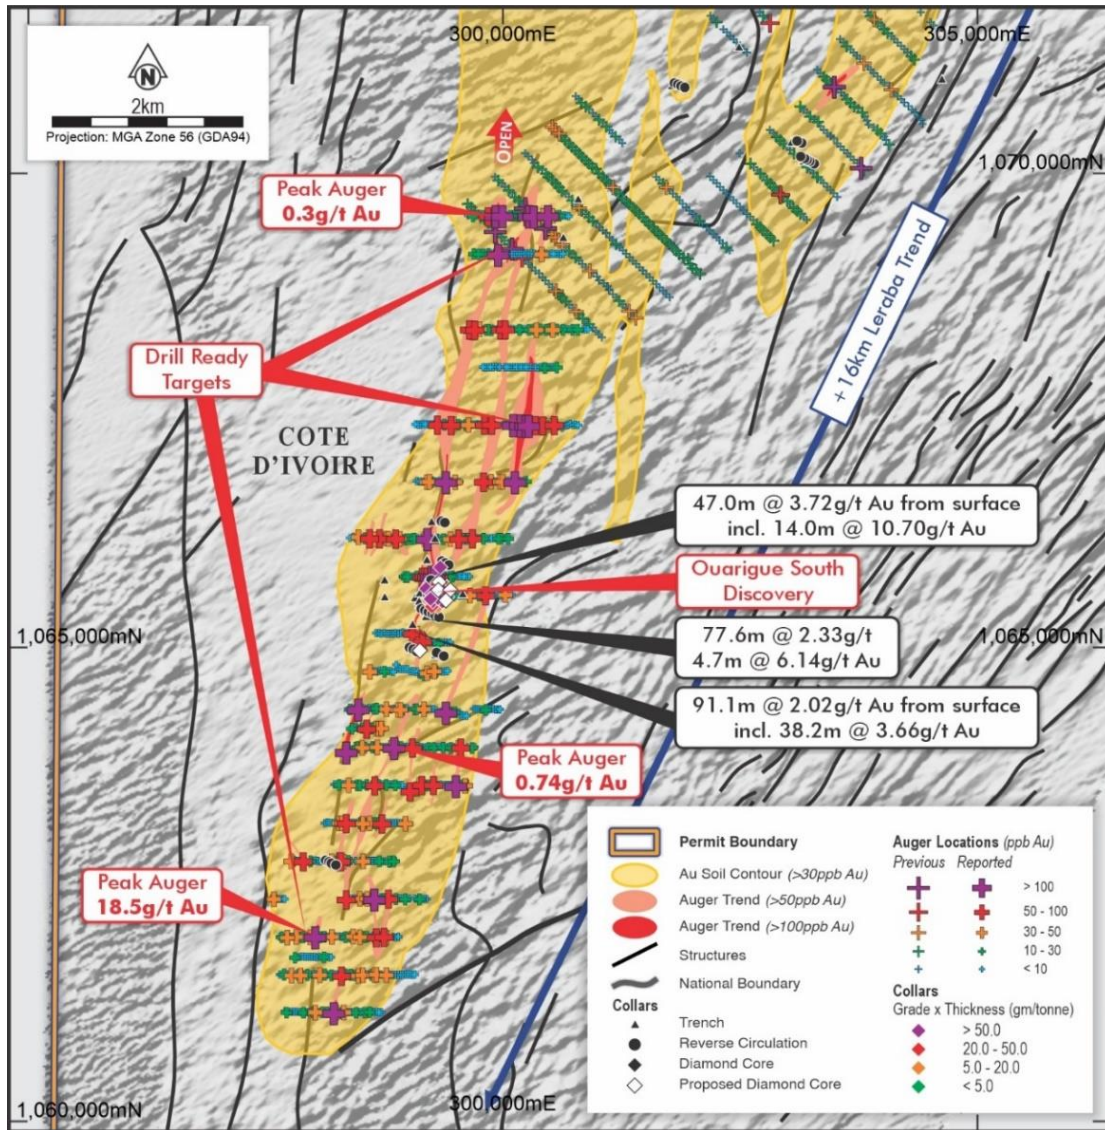 300,000mE
305,000mE
N
2km
Projection: MGA Zone 56 (GDA94)
OPEN
1,070,000mN
Peak Auger
0.3g/t Au
+16km Leraba Trend
Drill Ready
Targets
COTE
D'IVOIRE
47.0m @ 3.72g/t Au from surface
incl. 14.0m @ 10.70g/t Au
Ouarigue South
Discovery
1,065,000mN
1,065,000mN
77.6m @ 2.33g/t
4.7m @ 6.14g/t Au
91.1m @ 2.02g/t Au from surface
incl. 38.2m @ 3.66g/t Au
Peak Auger
0.74g/t Au
Peak Auger
18.5g/t Au
Permit Boundary
Au Soil Contour (>30ppb Au)
Auger Trend (>50ppb Au)
Auger Trend (>100ppb Au)
Structures
National Boundary
Collars
Trench
Reverse Circulation
Diamond Core
Proposed Diamond Core
Auger Locations (ppb Au)
Previous Reported
> 100
50 - 100
30 - 50
10 - 30
< 10
Collars
Grade x Thickness (gm/tonne)
> 50.0
20.0 - 50.0
5.0 - 20.0
< 5.0
1,060,000mN
300,000mE